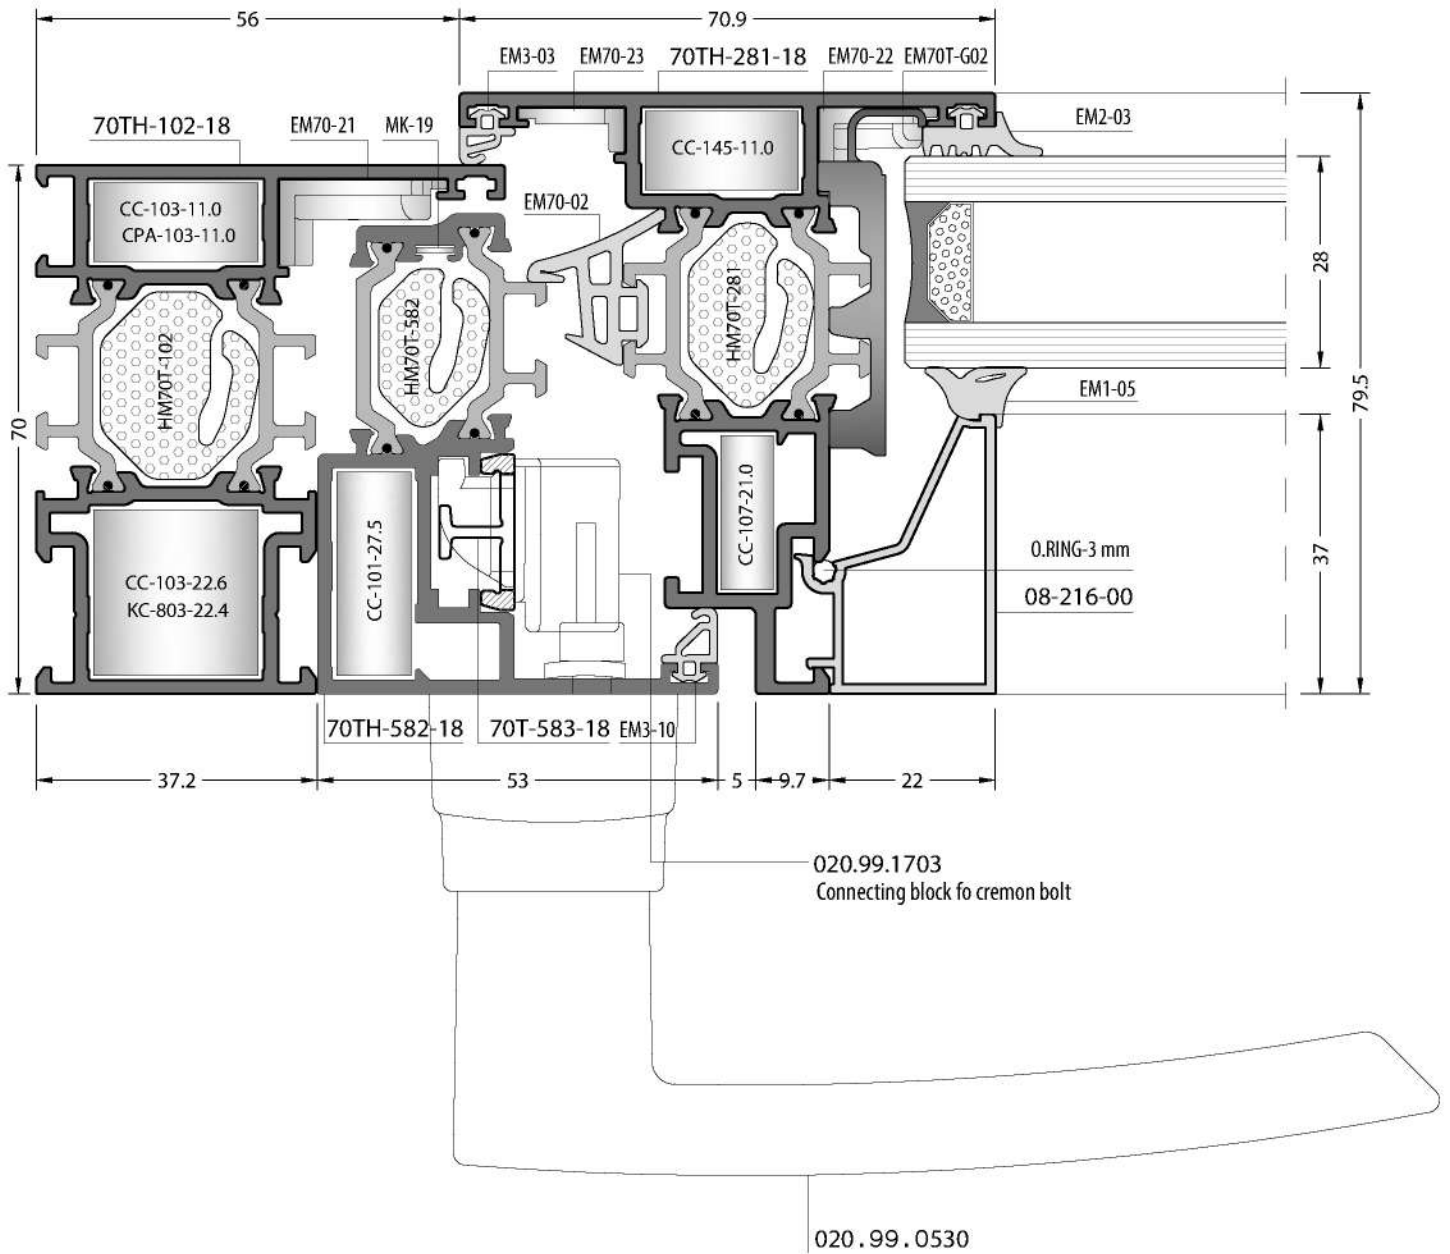 56
70.9
EM3-03
EM70-23
70TH-281-18
EM70-22
EM70T-G02
70TH-102-18
EM70-21
MK-19
EM2-03
CC-145-11.0
CC-103-11.0
CPA-103-11.0
EM70-02
28
HM70T-281
HM70T-582
HM70T-102
EM1-05
79.5
70
CC-107-21.0
CC-101-27.5
O.RING-3 mm
37
CC-103-22.6
KC-803-22.4
08-216-00
70TH-582-18
70T-583-18
EM3-10
37.2
53
5
9.7
22
020.99.1703
Connecting block fo cremon bolt
020.99.0530